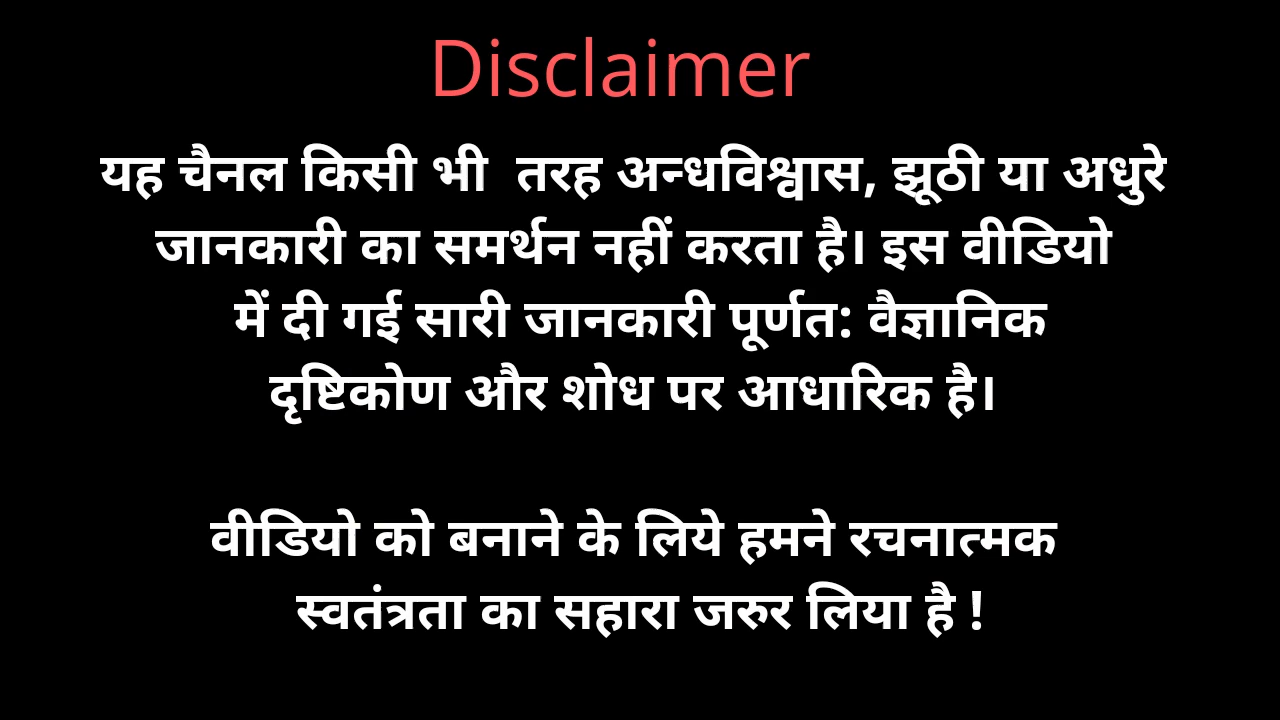 Disclaimer
यह चैनल किसी भी तरह अन्धविश्वास, झूठी या अधुरे
जानकारी का समर्थन नहीं करता है। इस वीडियो
में दी गई सारी जानकारी पूर्णत: वैज्ञानिक
दृष्टिकोण और शोध पर आधारिक है।
वीडियो को बनाने के लिये हमने रचनात्मक
स्वतंत्रता का सहारा जरुर लिया है !